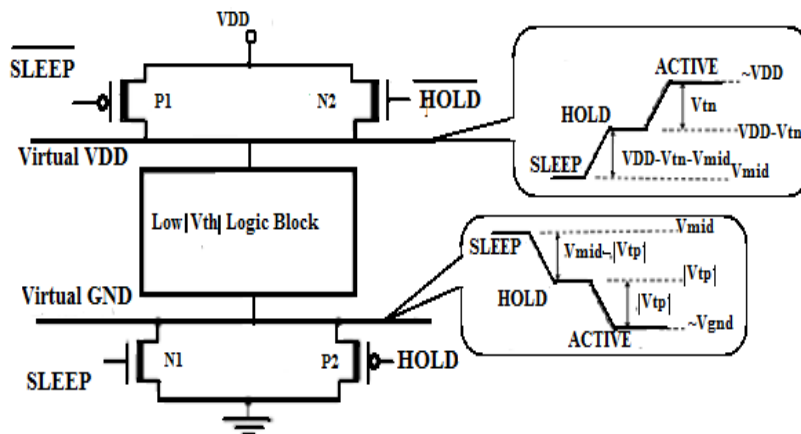 VDD
SLEEP
P1
N2
HOLD
Virtual VDD
Low|Vth| Logic Block
Virtual GND
SLEEP
N1
P2
HOLD
ACTIVE
~VDD
Vtn
HOLD
VDD-Vtn
SLEEP
VDD-Vtn-Vmid
Vmid
Vmid
SLEEP
Vmid-|Vtp|
|Vtp|
HOLD
|Vtp|
~Vgnd
ACTIVE